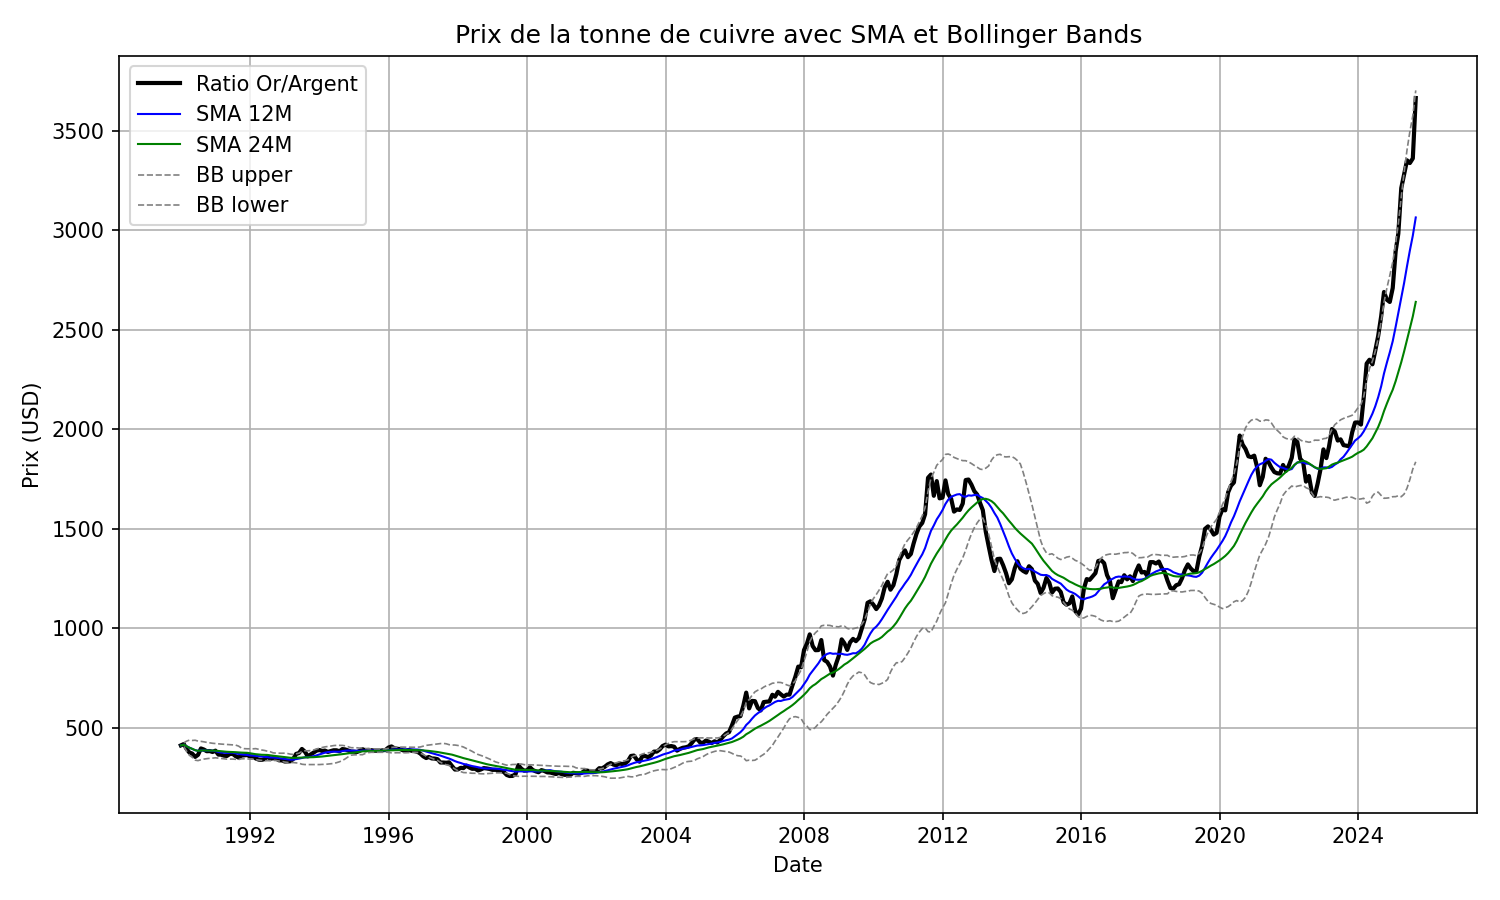 Prix de la tonne de cuivre avec SMA et Bollinger Bands
Ratio Or/Argent
SMA 12M
SMA 24M
BB upper
BB lower
Prix (USD)
3500
3000
2500
2000
1500
1000
500
1992 1996 2000 2004 2008 2012 2016 2020 2024
Date